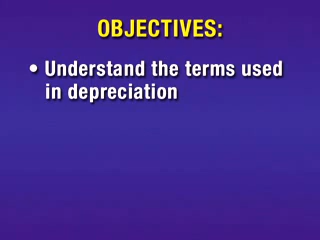 OBJECTIVES:
• Understand the terms used
in depreciation